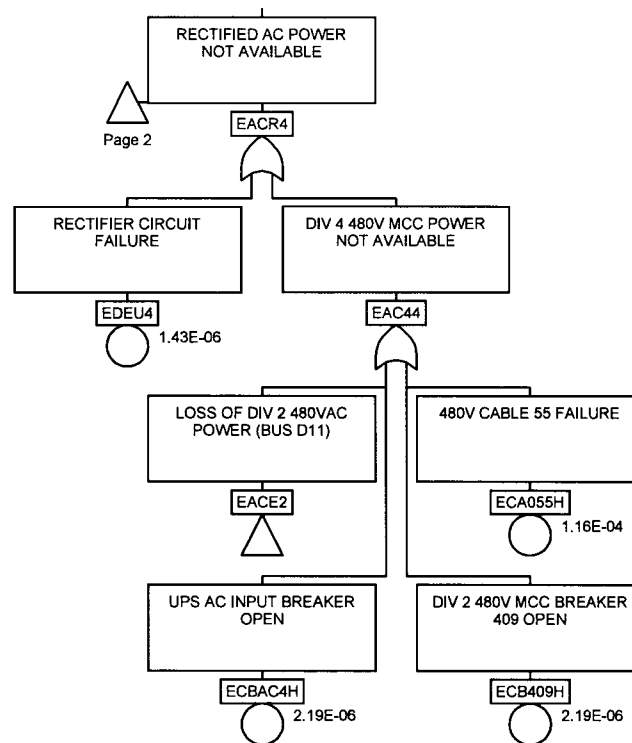 RECTIFIED AC POWER
NOT AVAILABLE
Page 2
EACR4
RECTIFIER CIRCUIT
FAILURE
DIV 4 480V MCC POWER
NOT AVAILABLE
EDEU4
1.43E-06
EAC44
LOSS OF DIV 2 480VAC
POWER (BUS D11)
480V CABLE 55 FAILURE
EACE2
ECA055H
1.16E-04
UPS AC INPUT BREAKER
OPEN
DIV 2 480V MCC BREAKER
409 OPEN
ECBAC4H
2.19E-06
ECB409H
2.19E-06